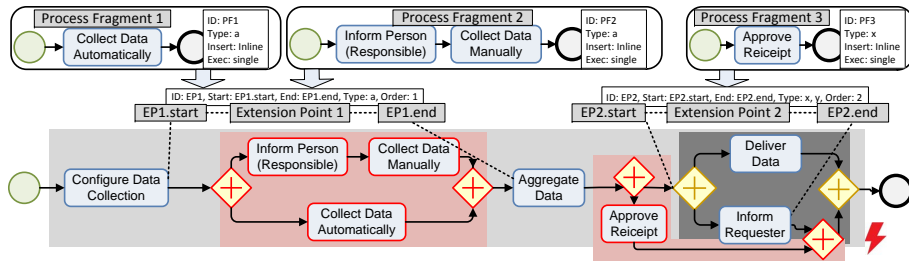 Process Fragment 1
Collect Data
Automatically
ID: PF1
Type: a
Insert: Inline
Exec: single
Process Fragment 2
Inform Person
(Responsible)
Collect Data
Manually
ID: PF2
Type: a
Insert: Inline
Exec: single
Process Fragment 3
Approve
Reiceipt
ID: PF3
Type: x
Insert: Inline
Exec: single
ID: EP1, Start: EP1.start, End: EP1.end, Type: a, Order: 1
EP1.start
Extension Point 1
EP1.end
ID: EP2, Start: EP2.start, End: EP2.end, Type: x, y, Order: 2
EP2.start
Extension Point 2
EP2.end
Configure Data
Collection
Inform Person
(Responsible)
Collect Data
Manually
Collect Data
Automatically
Aggregate
Data
Approve
Reiceipt
Deliver
Data
Inform
Requester